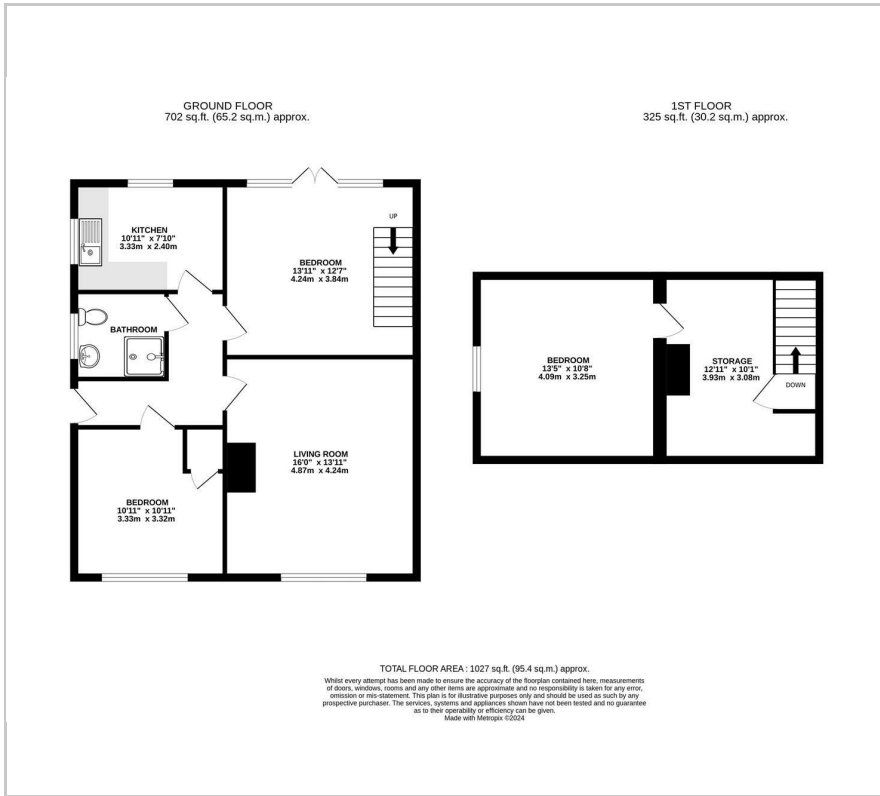 GROUND FLOOR
702 sq.ft. (65.2 sq.m.) approx.
1ST FLOOR
325 sq.ft. (30.2 sq.m.) approx.
KITCHEN
10'11" x 7'10"
3.33m x 2.40m
UP
BEDROOM
13'11" x 12'7"
4.24m x 3.84m
BATHROOM
LIVING ROOM
16'0" x 13'11"
4.87m x 4.24m
BEDROOM
10'11" x 10'11"
3.33m x 3.32m
BEDROOM
13'5" x 10'8"
4.09m x 3.25m
STORAGE
12'11" x 10'1"
3.93m x 3.08m
DOWN
TOTAL FLOOR AREA : 1027 sq.ft. (95.4 sq.m.) approx.
Whilst every attempt has been made to ensure the accuracy of the floorplan contained here, measurements
of doors, windows, rooms and any other items are approximate and no responsibility is taken for any error,
omission or mis-statement. This plan is for illustrative purposes only and should be used as such by any
prospective purchaser. The services, systems and appliances shown have not been tested and no guarantee
as to their operability or efficiency can be given.
Made with Metropix ©2024